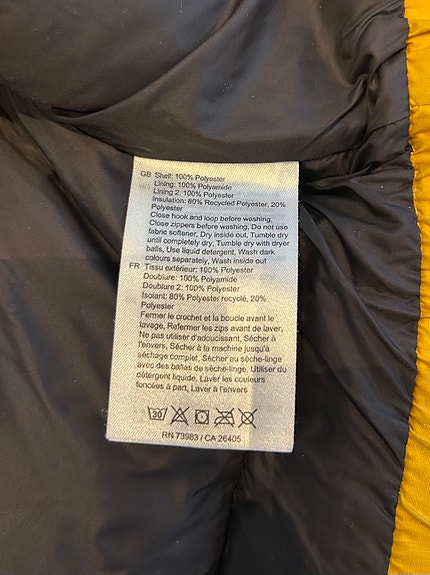 GB Shell: 100% Polyester
Lining: 100% Polyamide
Lining 2: 100% Polyester
Insulation: 80% Recycled Polyester, 20%
Polyester
Close hook and loop before washing,
Close zippers before washing, Do not use
fabric softener, Dry inside out, Tumble dry
until completely dry, Tumble dry with dryer
balls, Use liquid detergent, Wash dark
colours separately, Wash inside out
FR Tissu extérieur: 100% Polyester
Doublure: 100% Polyamide
Doublure 2: 100% Polyester
Isolant: 80% Polyester recyclé, 20%
Polyester
Fermer le crochet et la boucle avant le
lavage, Refermer les zips avant de laver,
Ne pas utiliser d'adoucissant, Sécher à
l'envers, Sécher à la machine jusqu'à
séchage complet, Sécher au sèche-linge
avec des ballas de sèche-linge, Utiliser du
détergent liquide, Laver les couleurs
foncées à part, Laver à l'envers
30
RN 73983 / CA 26405